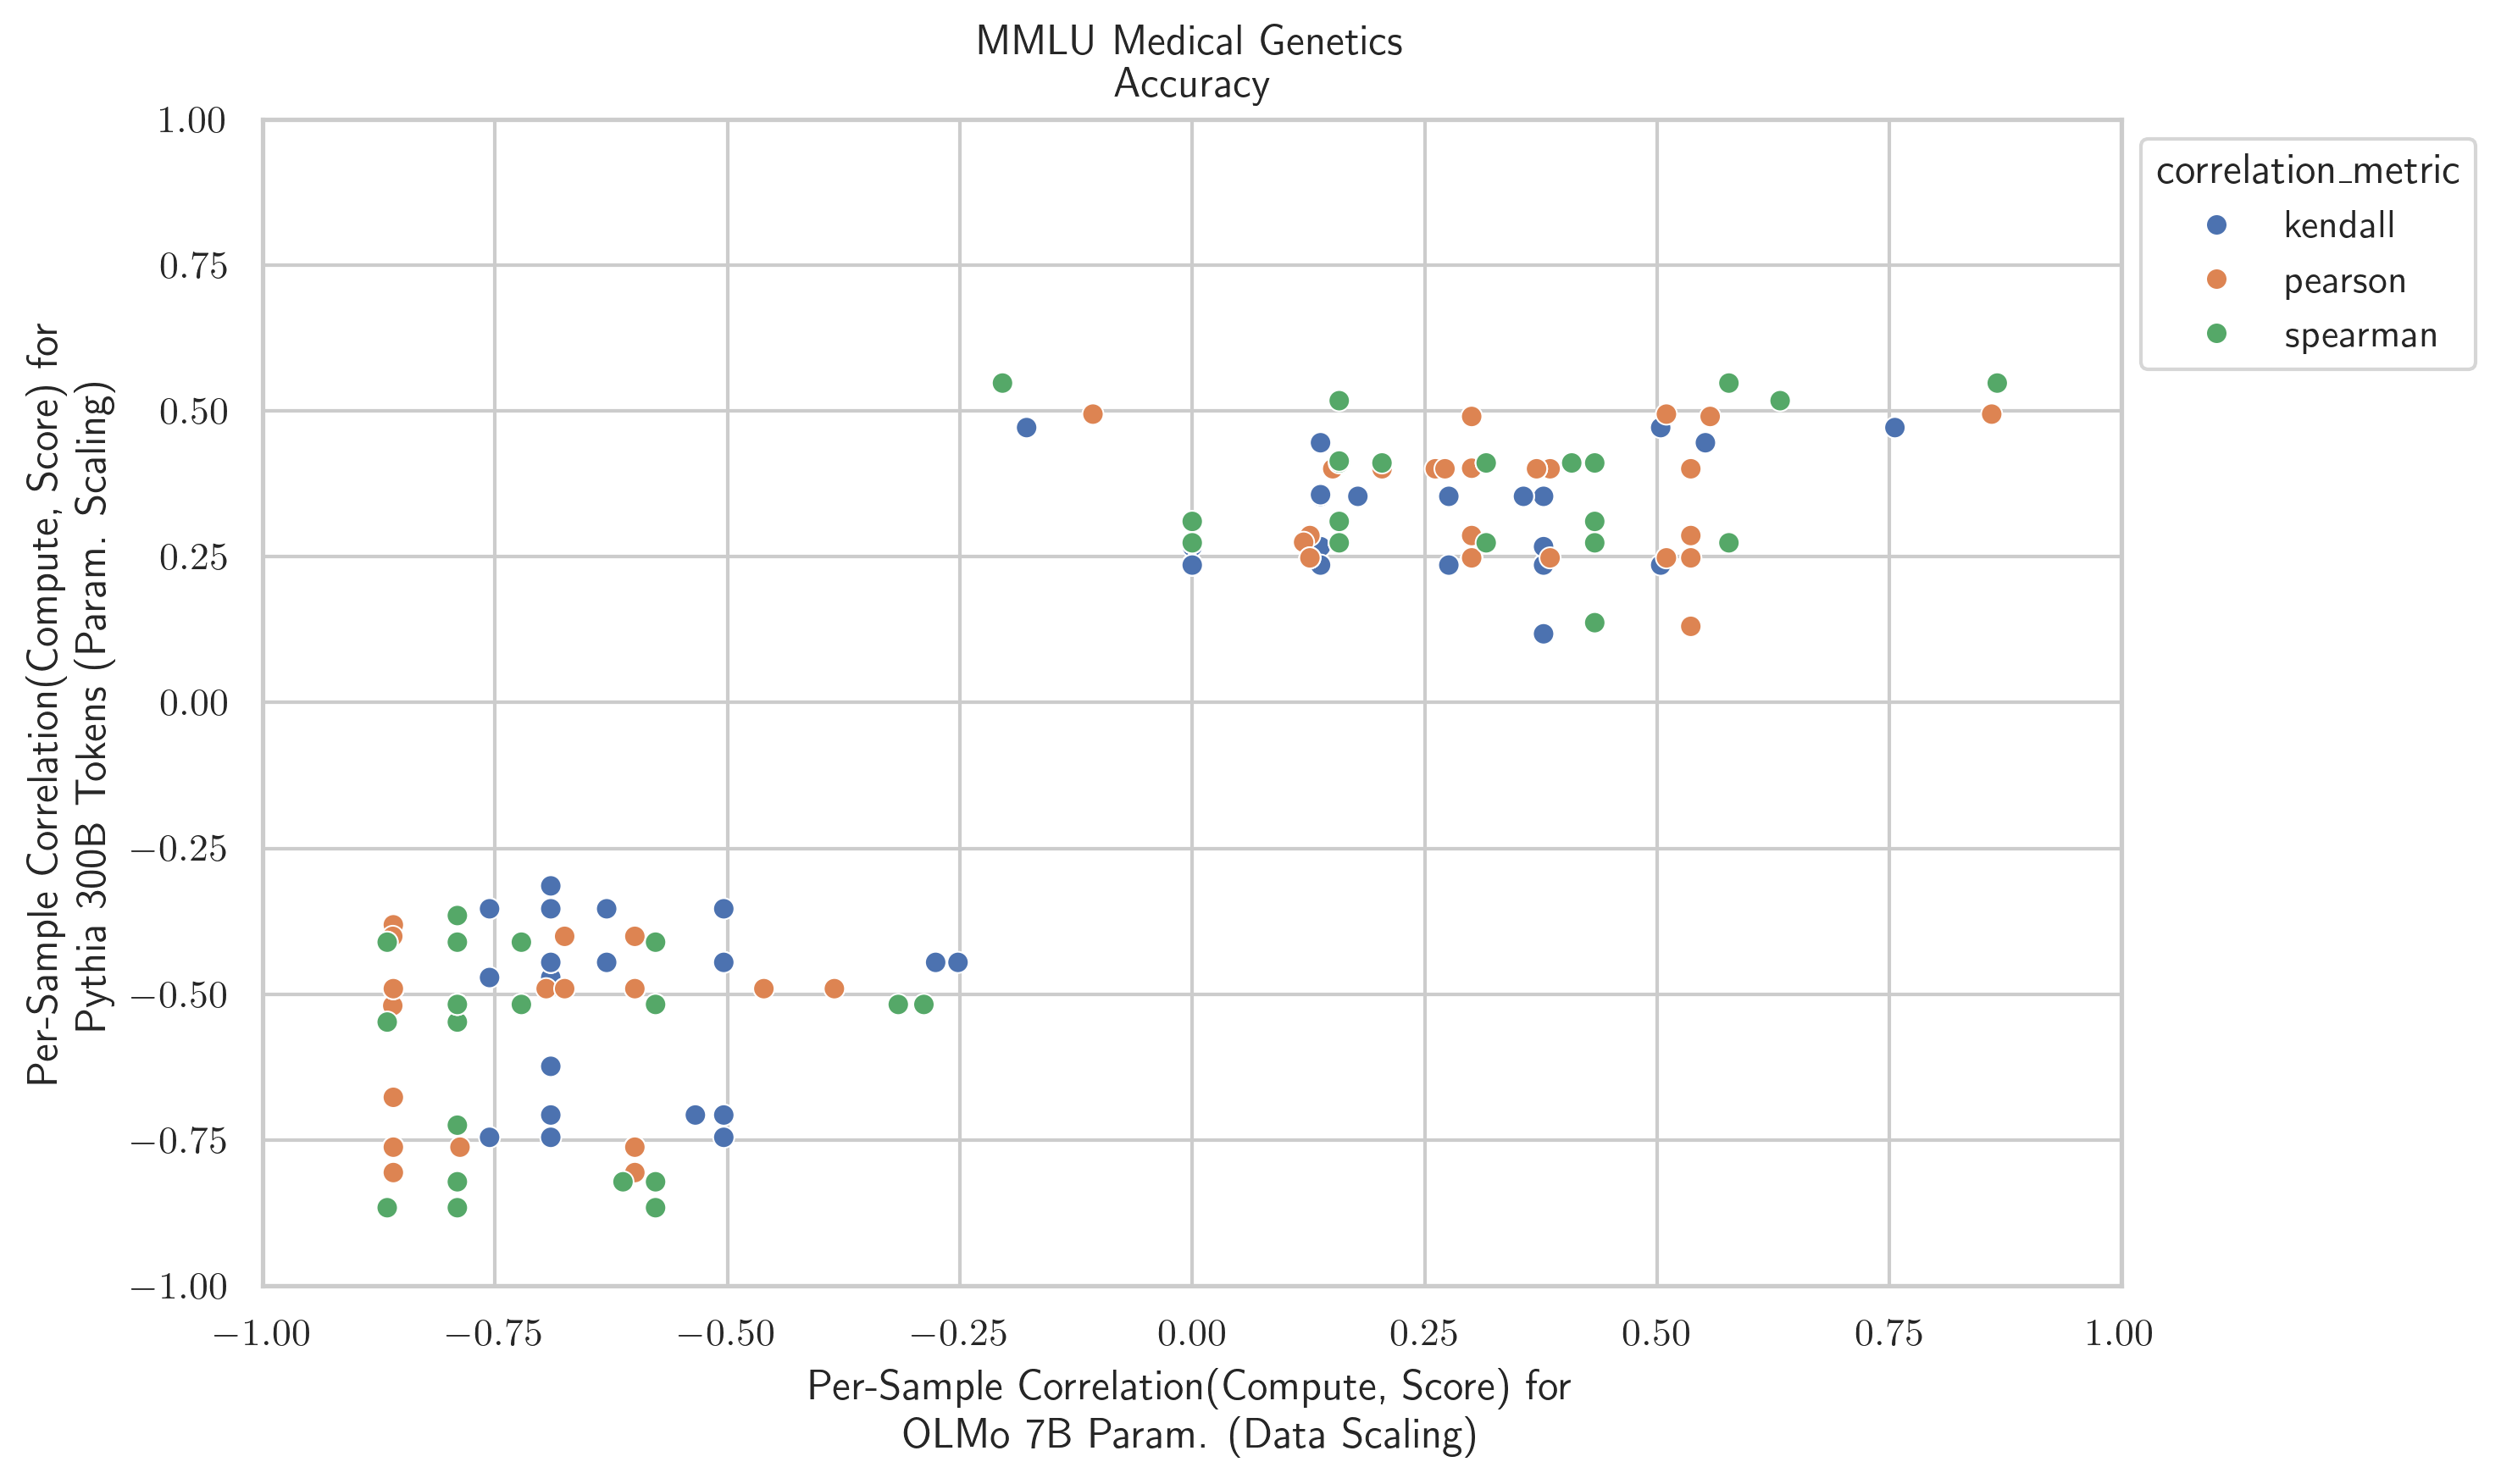 MMLU Medical Genetics
Accuracy
1.00
0.75
0.50
0.25
0.00
−0.25
−0.50
−0.75
−1.00
Per-Sample Correlation(Compute, Score) for
Pythia 300B Tokens (Param. Scaling)
−1.00
−0.75
−0.50
−0.25
0.00
0.25
0.50
0.75
1.00
Per-Sample Correlation(Compute, Score) for
OLMo 7B Param. (Data Scaling)
correlation_metric
kendall
pearson
spearman